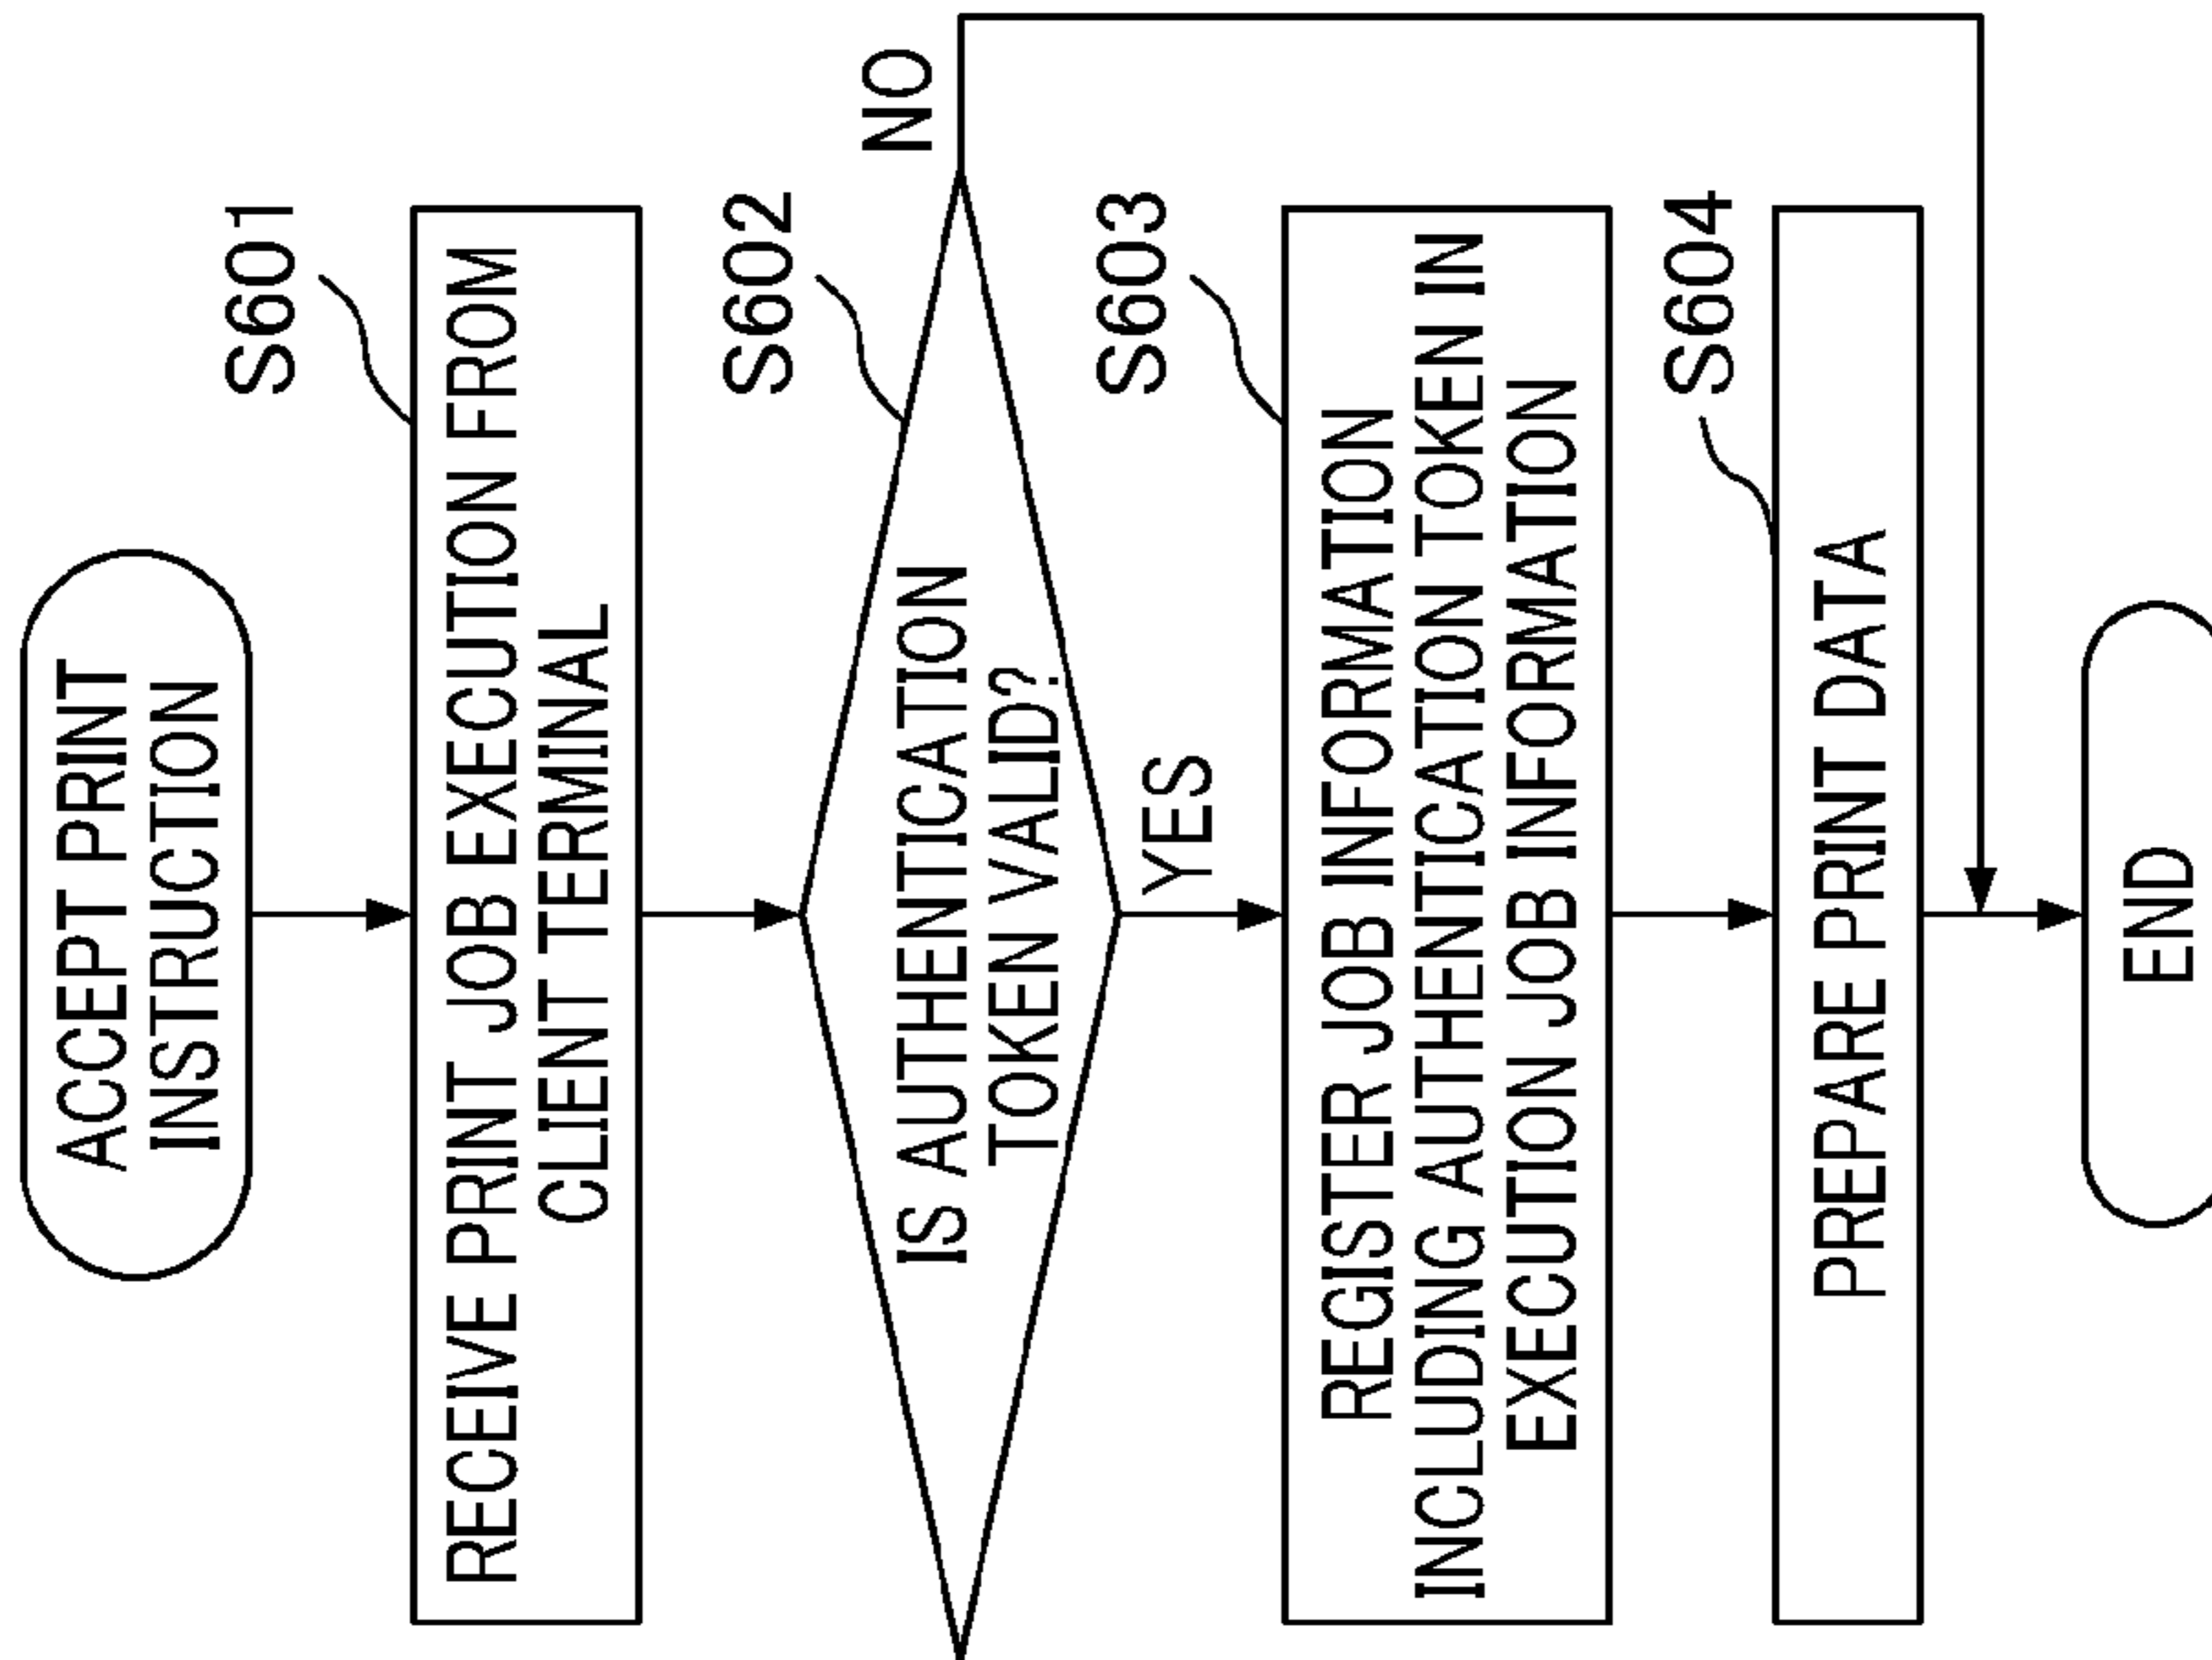 ACCEPT PRINT
INSTRUCTION
S601
RECEIVE PRINT JOB EXECUTION FROM
CLIENT TERMINAL
S602
IS AUTHENTICATION
TOKEN VALID?
NO
YES
S603
REGISTER JOB INFORMATION
INCLUDING AUTHENTICATION TOKEN IN
EXECUTION JOB INFORMATION
S604
PREPARE PRINT DATA
END